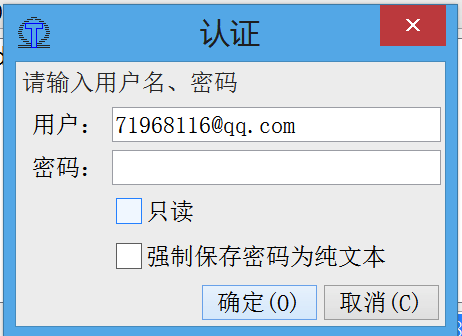 认证
请输入用户名、密码
用户： 71968116@qq.com
密码：
只读
强制保存密码为纯文本
确定(O) 取消(C)